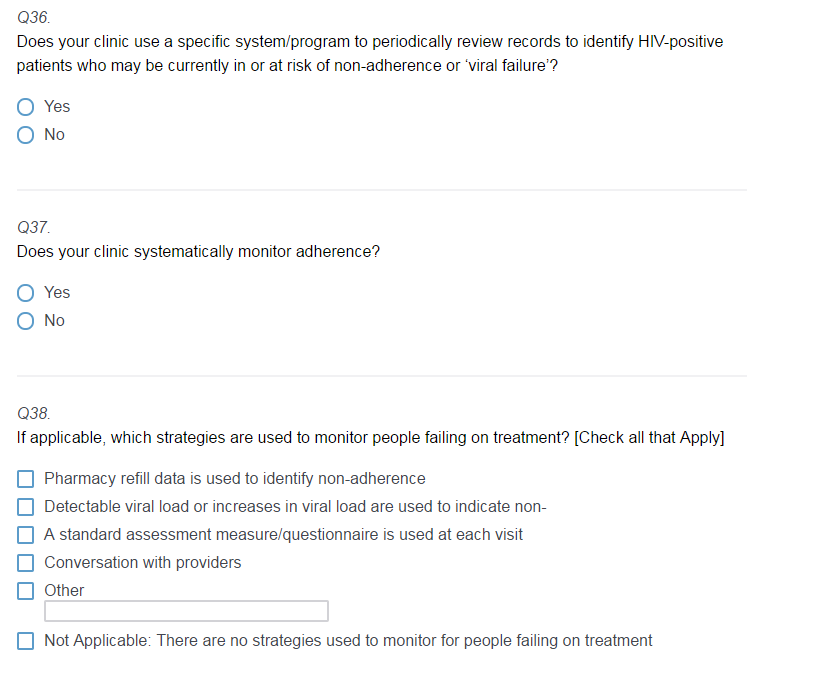 Q36.
Does your clinic use a specific system/program to periodically review records to identify HIV-positive
patients who may be currently in or at risk of non-adherence or ‘viral failure’?
Yes
No
Q37.
Does your clinic systematically monitor adherence?
Yes
No
Q38.
If applicable, which strategies are used to monitor people failing on treatment? [Check all that Apply]
Pharmacy refill data is used to identify non-adherence
Detectable viral load or increases in viral load are used to indicate non-
A standard assessment measure/questionnaire is used at each visit
Conversation with providers
Other
Not Applicable: There are no strategies used to monitor for people failing on treatment